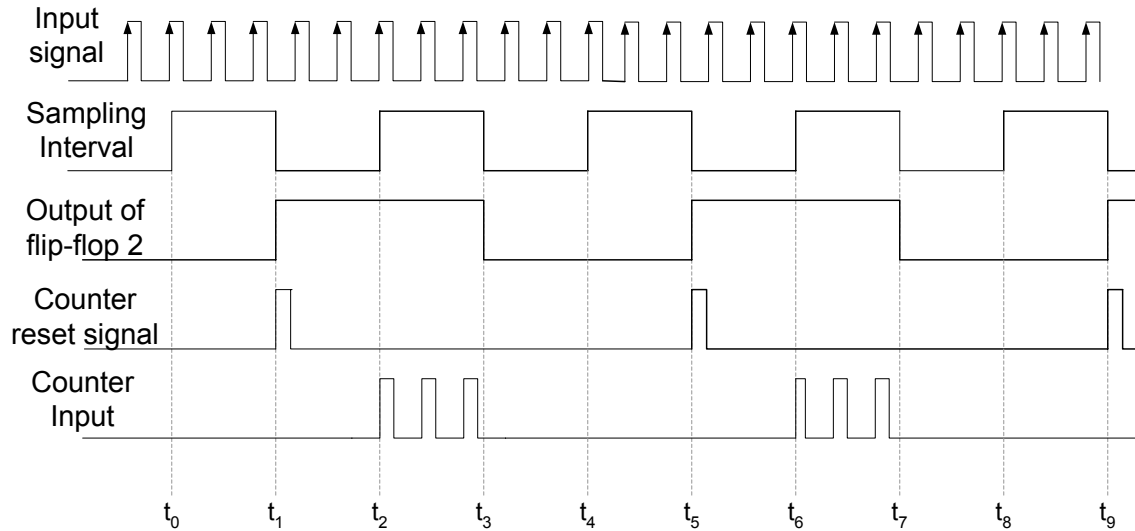 Input
signal
Sampling
Interval
Output of
flip-flop 2
Counter
reset signal
Counter
Input
t₀ t₁ t₂ t₃ t₄ t₅ t₆ t₇ t₈ t₉